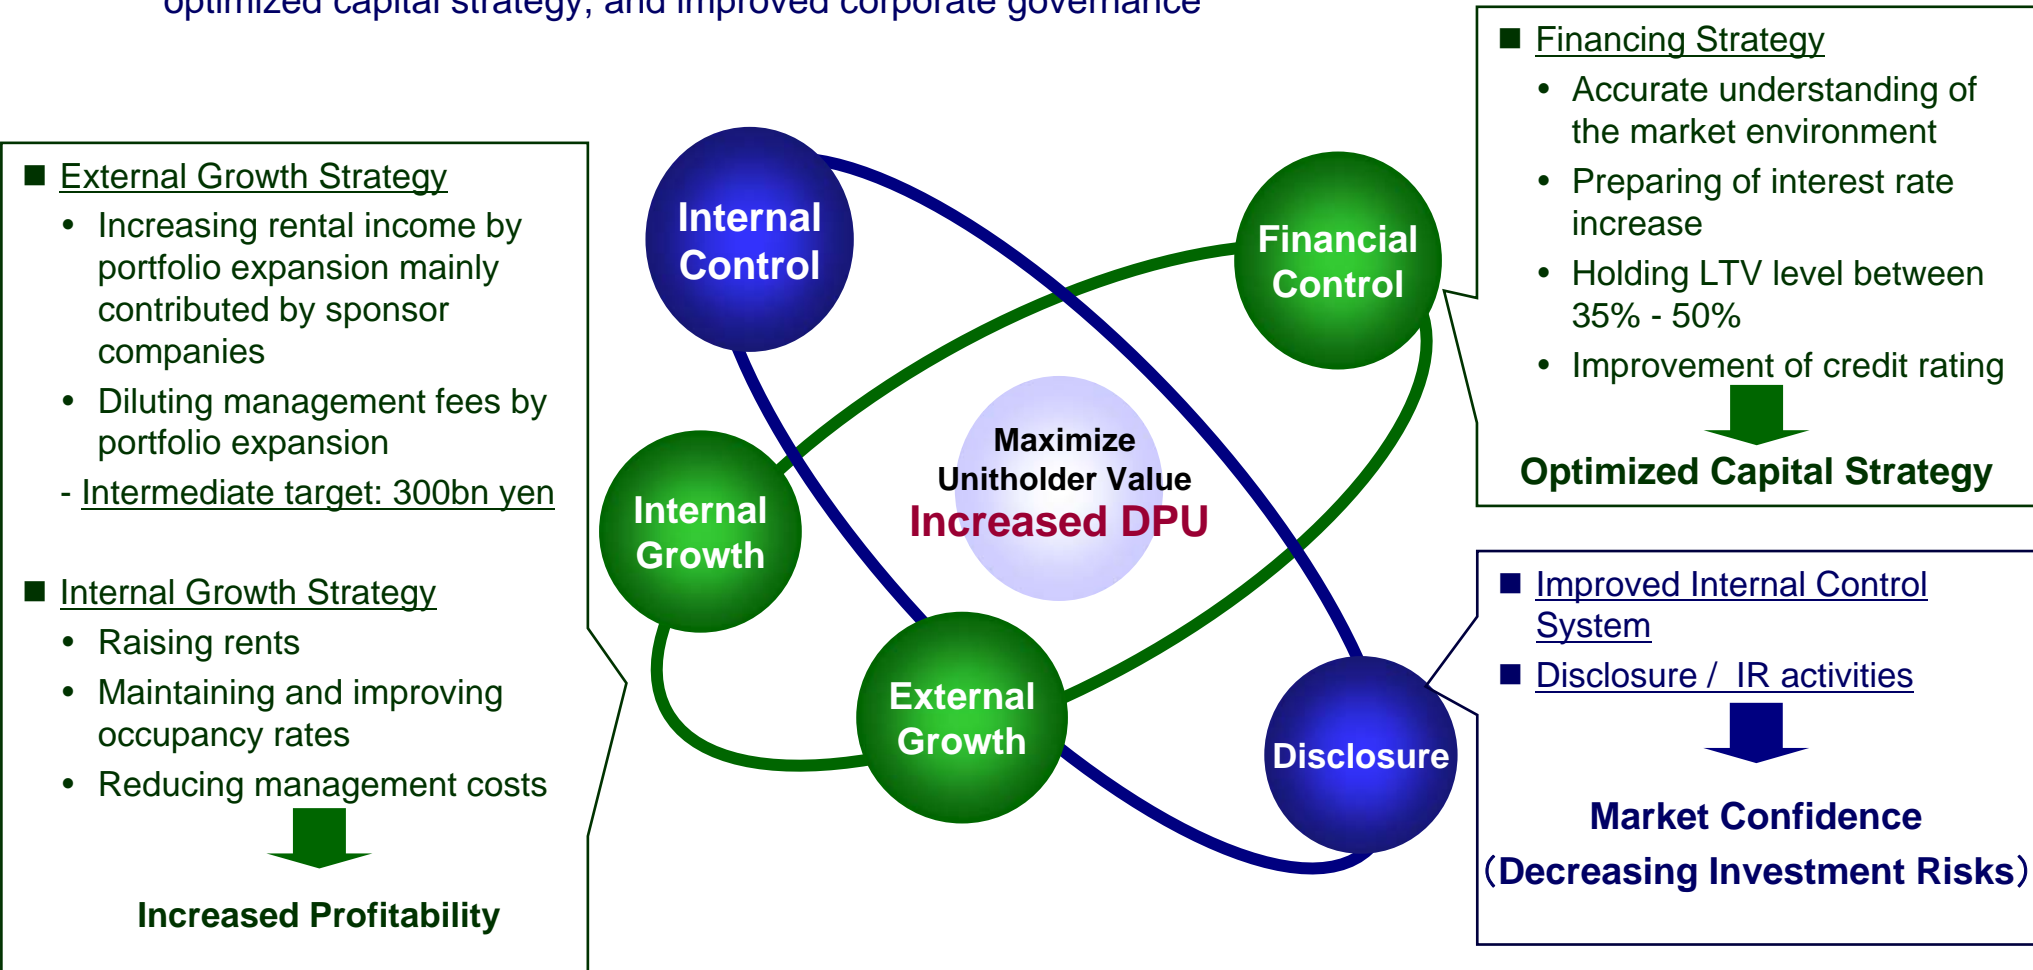 optimized capital strategy, and improved corporate governance
■ External Growth Strategy
• Increasing rental income by
portfolio expansion mainly
contributed by sponsor
companies
• Diluting management fees by
portfolio expansion
- Intermediate target: 300bn yen
■ Internal Growth Strategy
• Raising rents
• Maintaining and improving
occupancy rates
• Reducing management costs
Increased Profitability
Internal
Control
Financial
Control
Maximize
Unitholder Value
Increased DPU
Internal
Growth
External
Growth
Disclosure
■ Financing Strategy
• Accurate understanding of
the market environment
• Preparing of interest rate
increase
• Holding LTV level between
35% - 50%
• Improvement of credit rating
Optimized Capital Strategy
■ Improved Internal Control
System
■ Disclosure / IR activities
Market Confidence
（Decreasing Investment Risks）